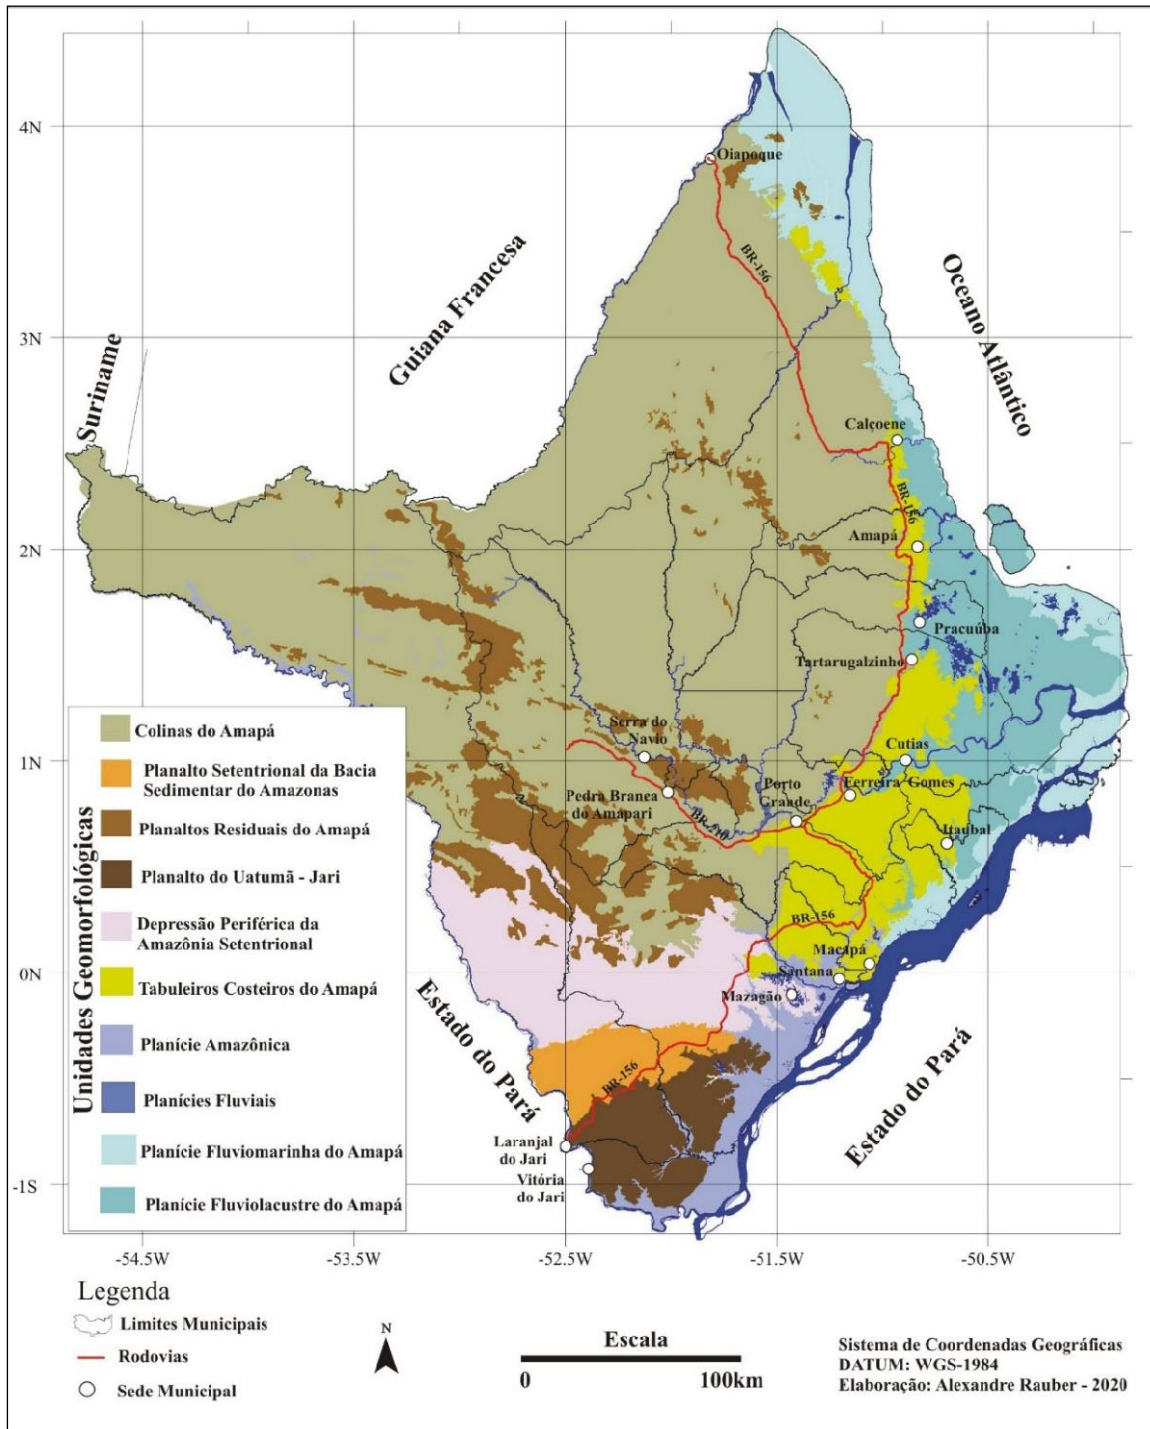 4N
3N
2N
1N
0N
-1S
-54.5W
-53.5W
-52.5W
-51.5W
-50.5W
Suriname
Guiana Francesa
Oceano Atlântico
Estado do Pará
Estado do Pará
Oiapoque
BR-156
Calçoene
BR-156
Amapá
Pracuúba
Tartarugalzinho
Serra do
Navio
Cutias
Ferreira Gomes
Porto
Grande
Pedra Branca
do Amapari
BR-210
Itaubal
BR-156
Macapá
Santana
Mazagão
BR-156
Laranjal
do Jari
Vitória
do Jari
Unidades Geomorfológicas
Colinas do Amapá
Planalto Setentrional da Bacia
Sedimentar do Amazonas
Planaltos Residuais do Amapá
Planalto do Uatumã - Jari
Depressão Periférica da
Amazônia Setentrional
Tabuleiros Costeiros do Amapá
Planície Amazônica
Planícies Fluviais
Planície Fluviomarinha do Amapá
Planície Fluviolacustre do Amapá
Legenda
Limites Municipais
Rodovias
Sede Municipal
N
Escala
0
100km
Sistema de Coordenadas Geográficas
DATUM: WGS-1984
Elaboração: Alexandre Rauber - 2020